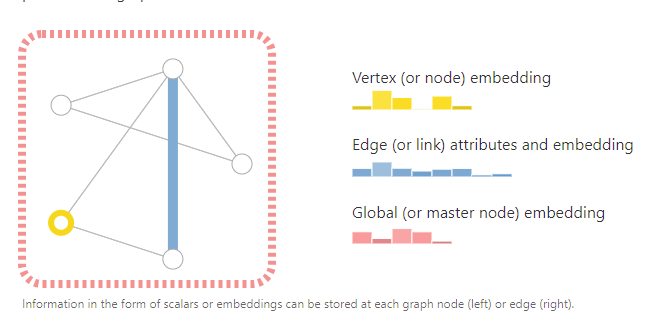 Vertex (or node) embedding
Edge (or link) attributes and embedding
Global (or master node) embedding
Information in the form of scalars or embeddings can be stored at each graph node (left) or edge (right).